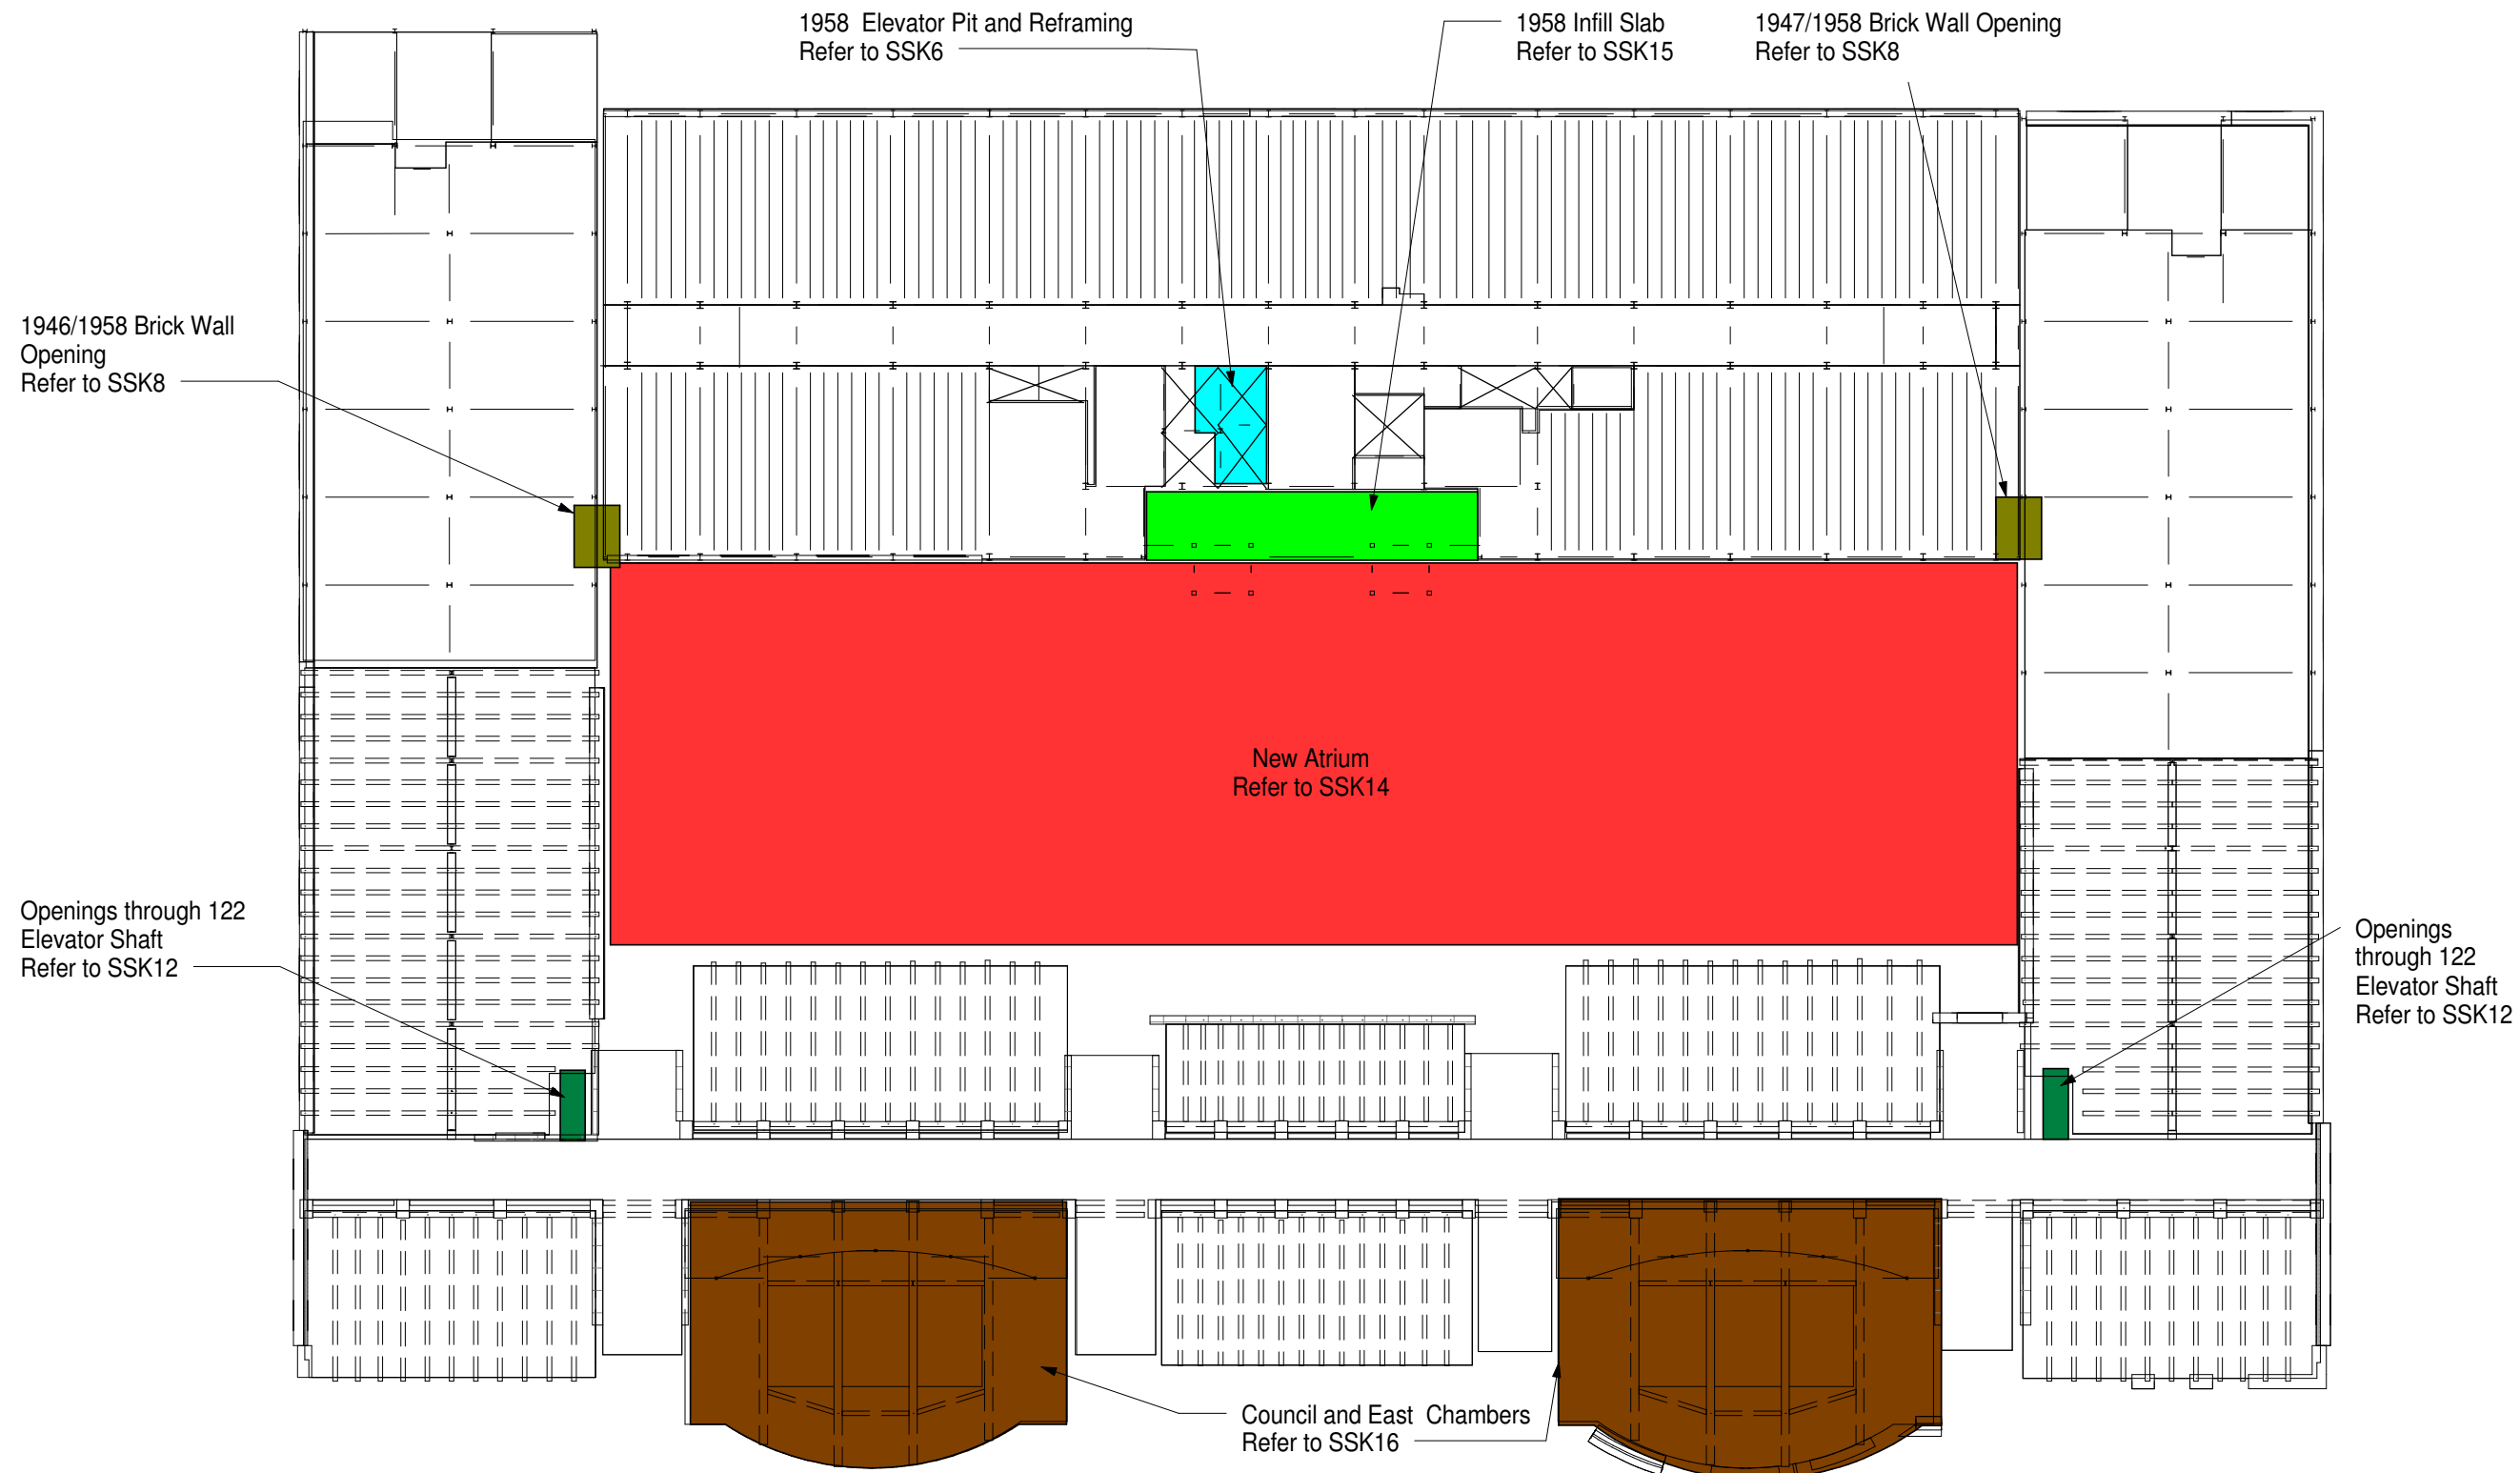 1958 Elevator Pit and Reframing
Refer to SSK6
1958 Infill Slab
Refer to SSK15
1947/1958 Brick Wall Opening
Refer to SSK8
1946/1958 Brick Wall
Opening
Refer to SSK8
New Atrium
Refer to SSK14
Openings through 122
Elevator Shaft
Refer to SSK12
Openings
through 122
Elevator Shaft
Refer to SSK12
Council and East Chambers
Refer to SSK16